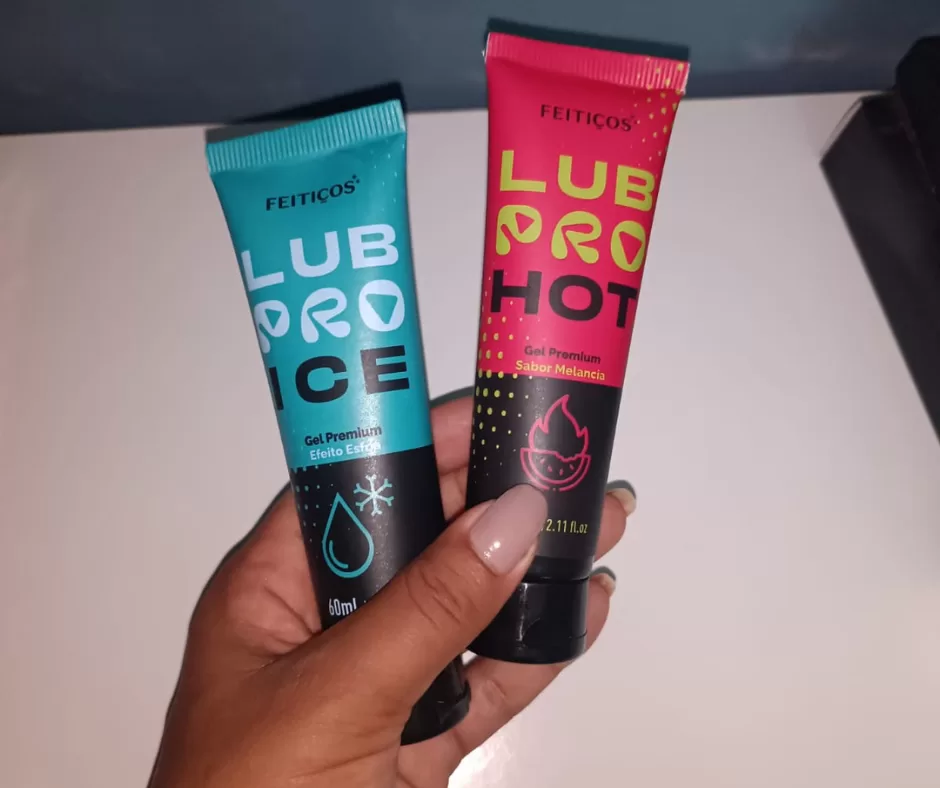 FEITIÇOS
LUB
PRO
ICE
Gel Premium
Efeito
60ml
FEITIÇOS
LUB
PRO
HOT
Gel Premium
Sabor Melancia
2.11 fl.oz